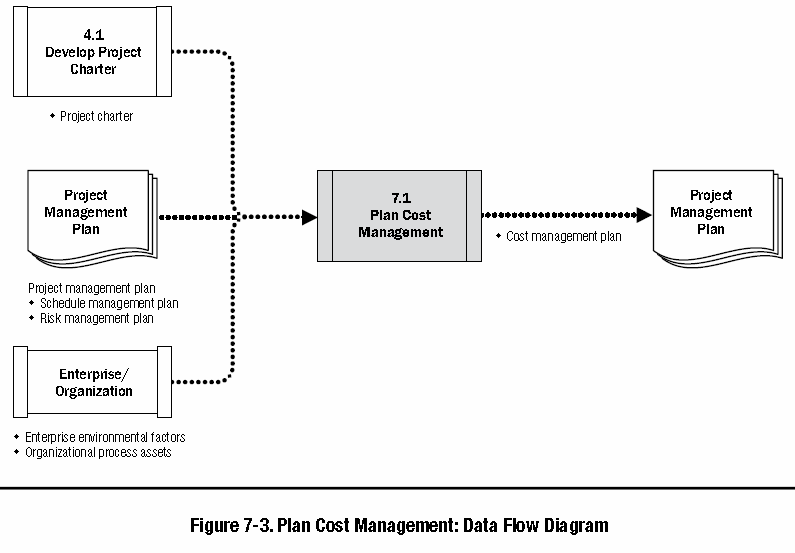 4.1
Develop Project
Charter
◆ Project charter
Project
Management
Plan
Project management plan
◆ Schedule management plan
◆ Risk management plan
Enterprise/
Organization
◆ Enterprise environmental factors
◆ Organizational process assets
7.1
Plan Cost
Management
◆ Cost management plan
Project
Management
Plan
Figure 7-3. Plan Cost Management: Data Flow Diagram